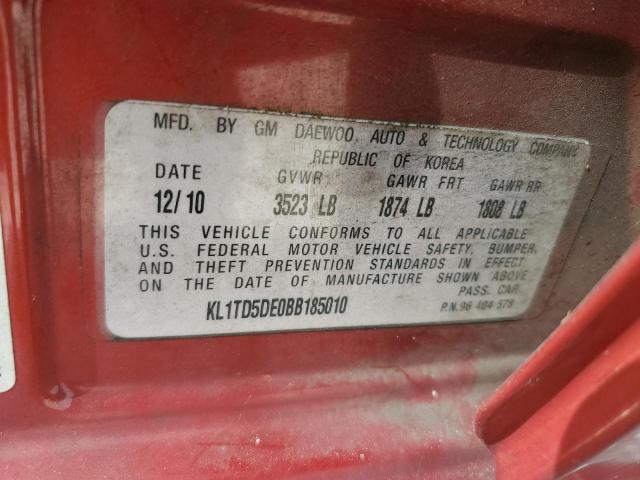 MFD. BY GM DAEWOO AUTO & TECHNOLOGY COMPANY
REPUBLIC OF KOREA
DATE GVWR GAWR FRT GAWR RR
12/10 3523 LB 1874 LB 1808 LB
THIS VEHICLE CONFORMS TO ALL APPLICABLE
U.S. FEDERAL MOTOR VEHICLE SAFETY, BUMPER,
AND THEFT PREVENTION STANDARDS IN EFFECT
ON THE DATE OF MANUFACTURE SHOWN ABOVE
PASS. CAR
KL1TD5DE0BB185010 P.N.96 404 579